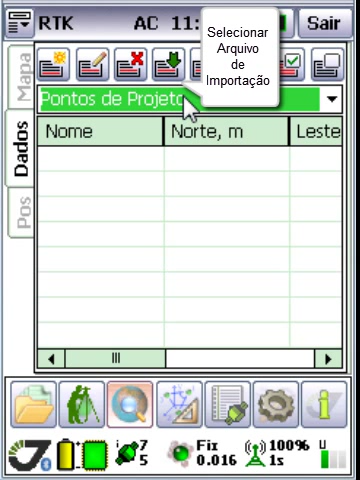 RTK AC 11: Sair
Selecionar
Arquivo
de
Importação
Mapa
Dados
Pos
Pontos de Projeto
Nome Norte, m Leste
7
5
Fix
0.016
100%
1s
U